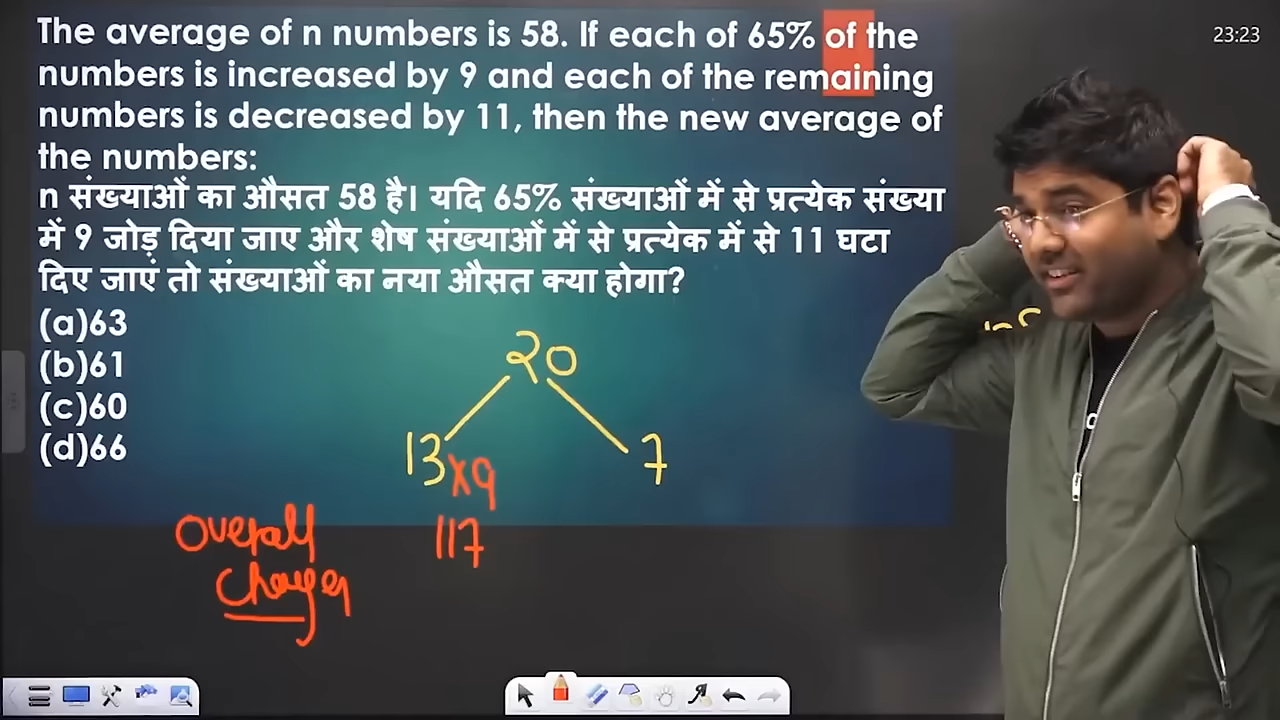 The average of n numbers is 58. If each of 65% of the
numbers is increased by 9 and each of the remaining
numbers is decreased by 11, then the new average of
the numbers:
n संख्याओं का औसत 58 है। यदि 65% संख्याओं में से प्रत्येक संख्या
में 9 जोड़ दिया जाए और शेष संख्याओं में से प्रत्येक में से 11 घटा
दिए जाएं तो संख्याओं का नया औसत क्या होगा?
(a)63
(b)61
(c)60
(d)66
20
13 x9
7
117
Overall
23:23